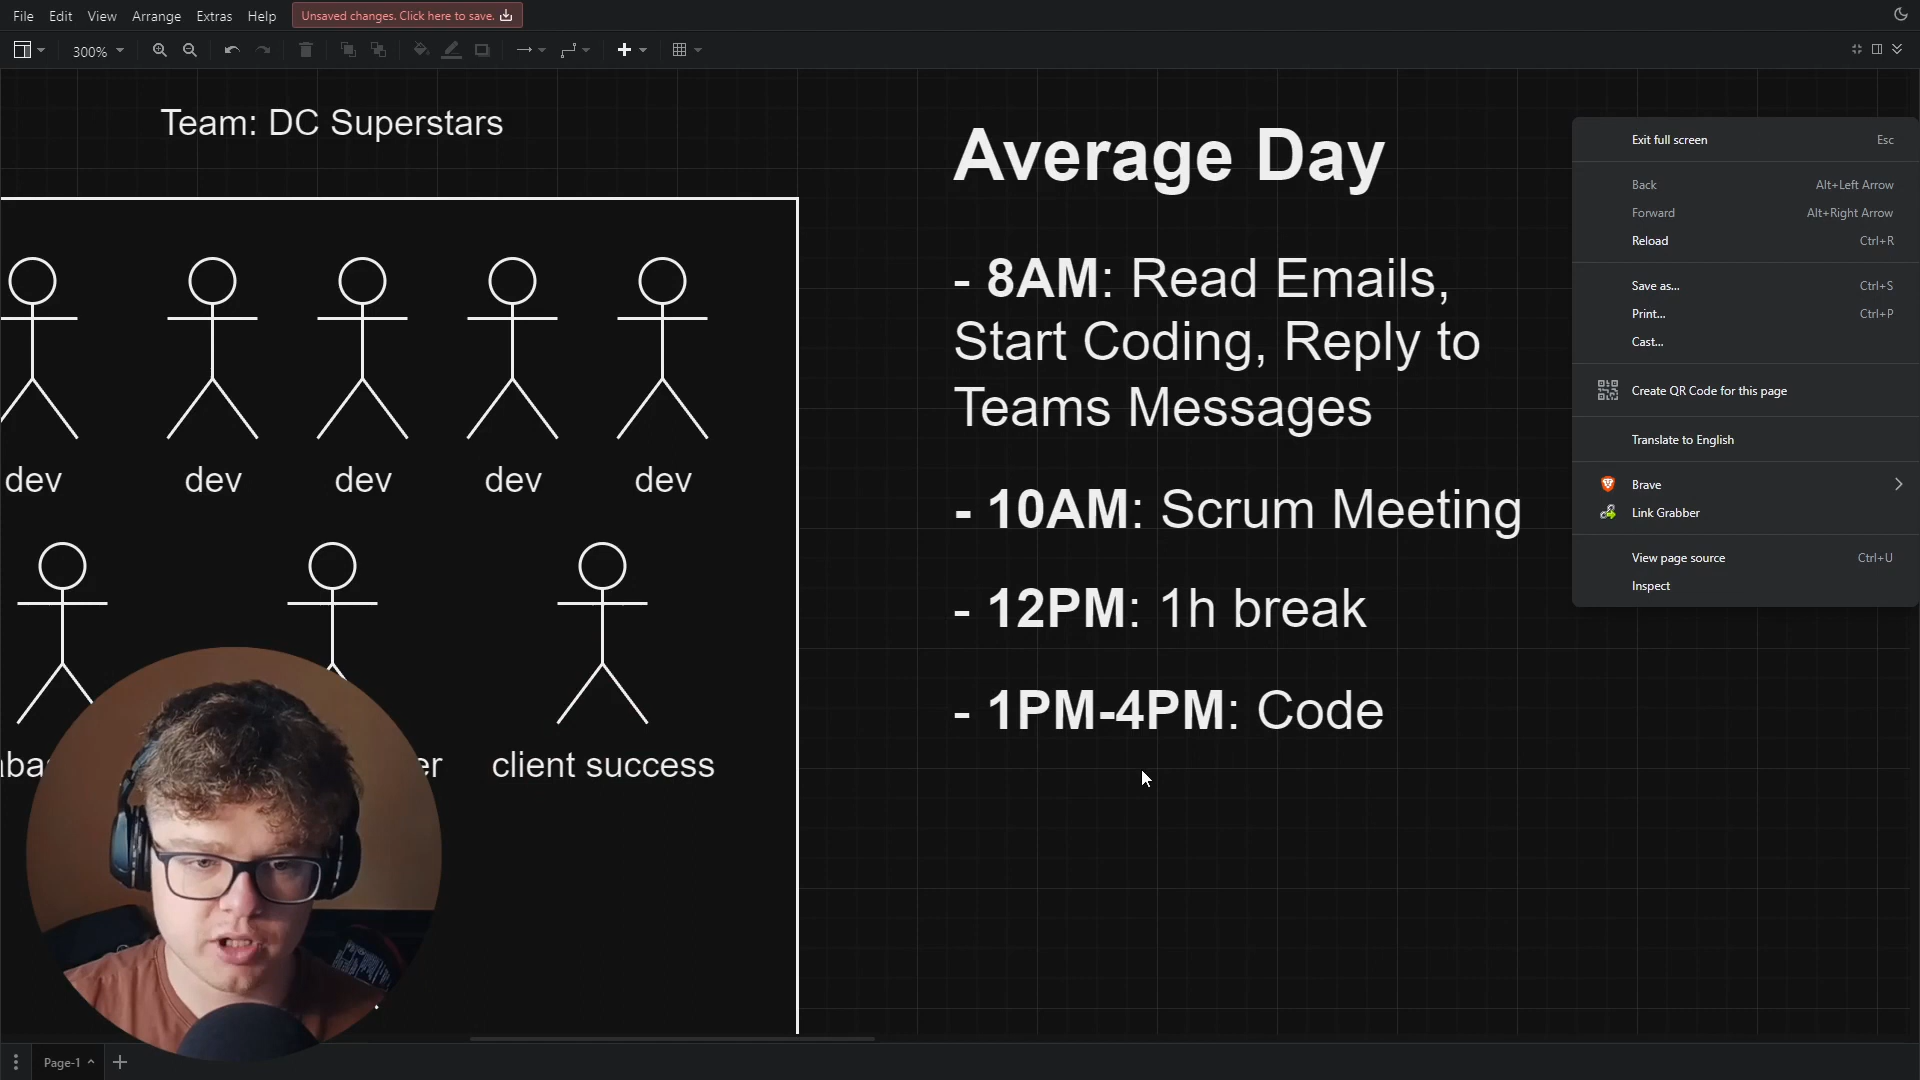 File Edit View Arrange Extras Help Unsaved changes. Click here to save.
300%
Team: DC Superstars
dev dev dev dev dev
client success
Average Day
- 8AM: Read Emails,
Start Coding, Reply to
Teams Messages
- 10AM: Scrum Meeting
- 12PM: 1h break
- 1PM-4PM: Code
Exit full screen Esc
Back Alt+Left Arrow
Forward Alt+Right Arrow
Reload Ctrl+R
Save as... Ctrl+S
Print... Ctrl+P
Cast...
Create QR Code for this page
Translate to English
Brave
Link Grabber
View page source Ctrl+U
Inspect
Page-1